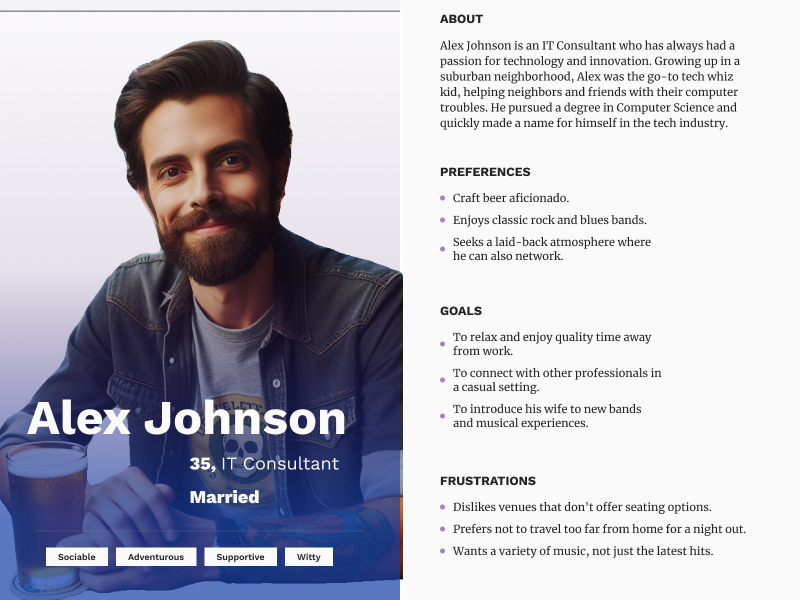 Alex Johnson
35, IT Consultant
Married
Sociable
Adventurous
Supportive
Witty
ABOUT
Alex Johnson is an IT Consultant who has always had a
passion for technology and innovation. Growing up in a
suburban neighborhood, Alex was the go-to tech whiz
kid, helping neighbors and friends with their computer
troubles. He pursued a degree in Computer Science and
quickly made a name for himself in the tech industry.
PREFERENCES
Craft beer aficionado.
Enjoys classic rock and blues bands.
Seeks a laid-back atmosphere where
he can also network.
GOALS
To relax and enjoy quality time away
from work.
To connect with other professionals in
a casual setting.
To introduce his wife to new bands
and musical experiences.
FRUSTRATIONS
Dislikes venues that don't offer seating options.
Prefers not to travel too far from home for a night out.
Wants a variety of music, not just the latest hits.